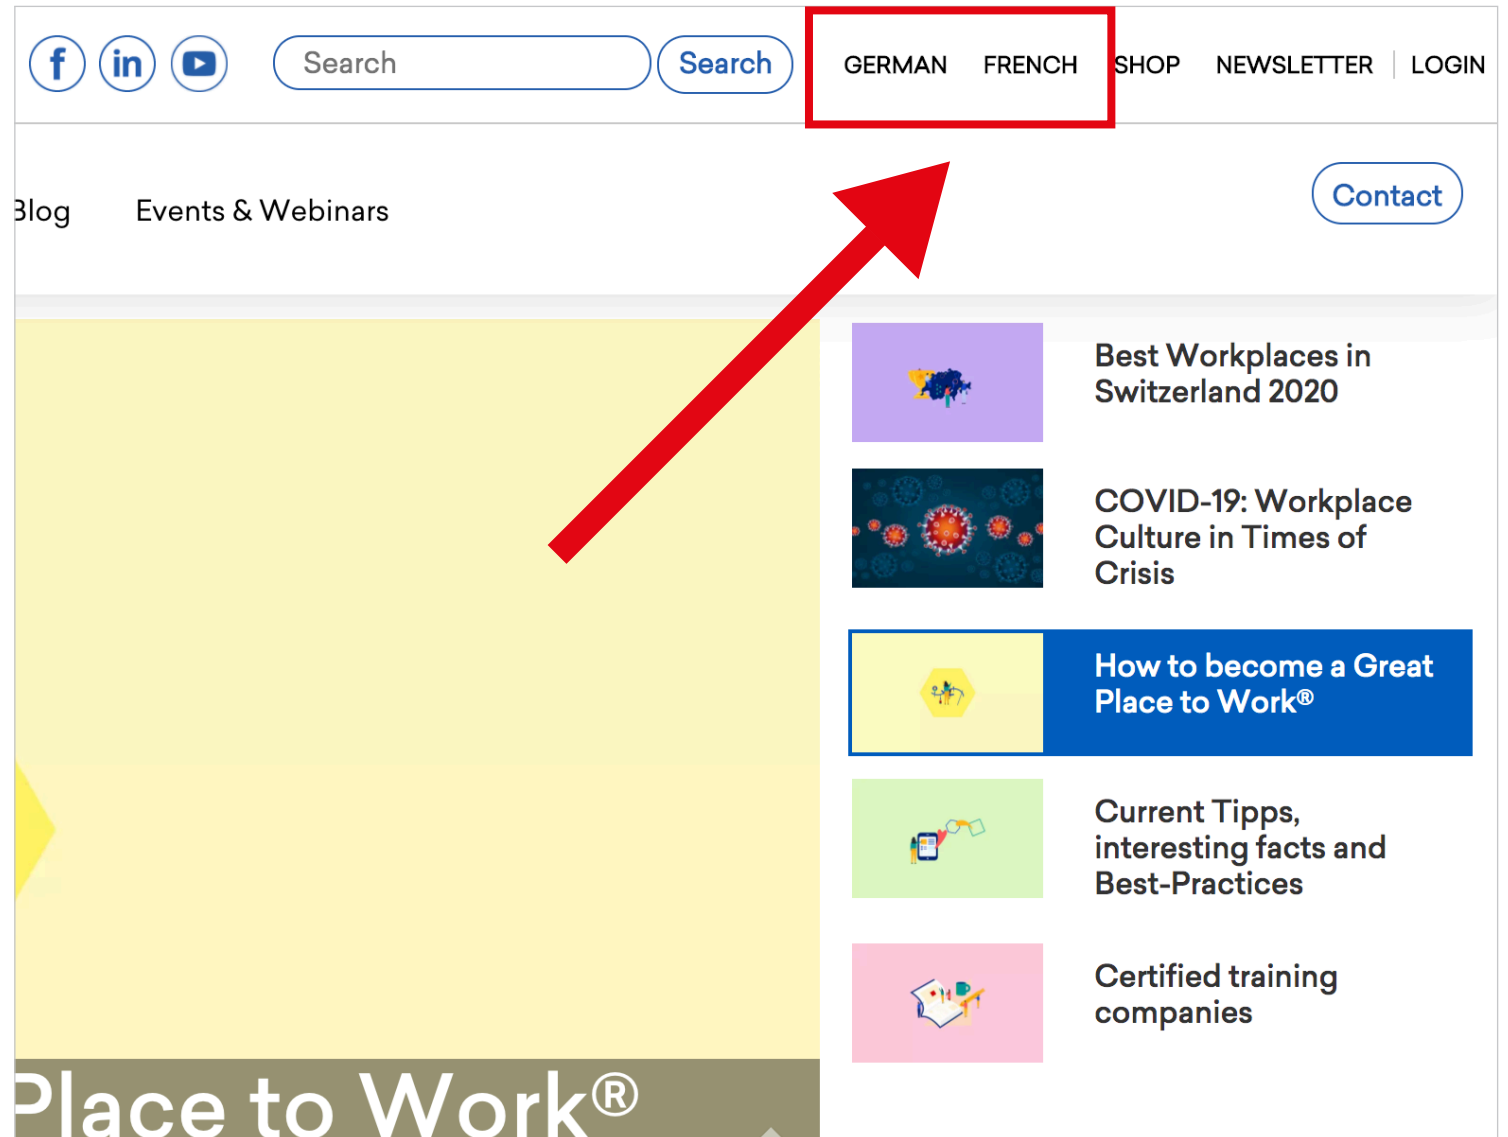 f in
Search
Search
GERMAN FRENCH SHOP NEWSLETTER LOGIN
Blog Events & Webinars
Contact
Best Workplaces in
Switzerland 2020
COVID-19: Workplace
Culture in Times of
Crisis
How to become a Great
Place to Work®
Current Tipps,
interesting facts and
Best-Practices
Certified training
companies
Place to Work®